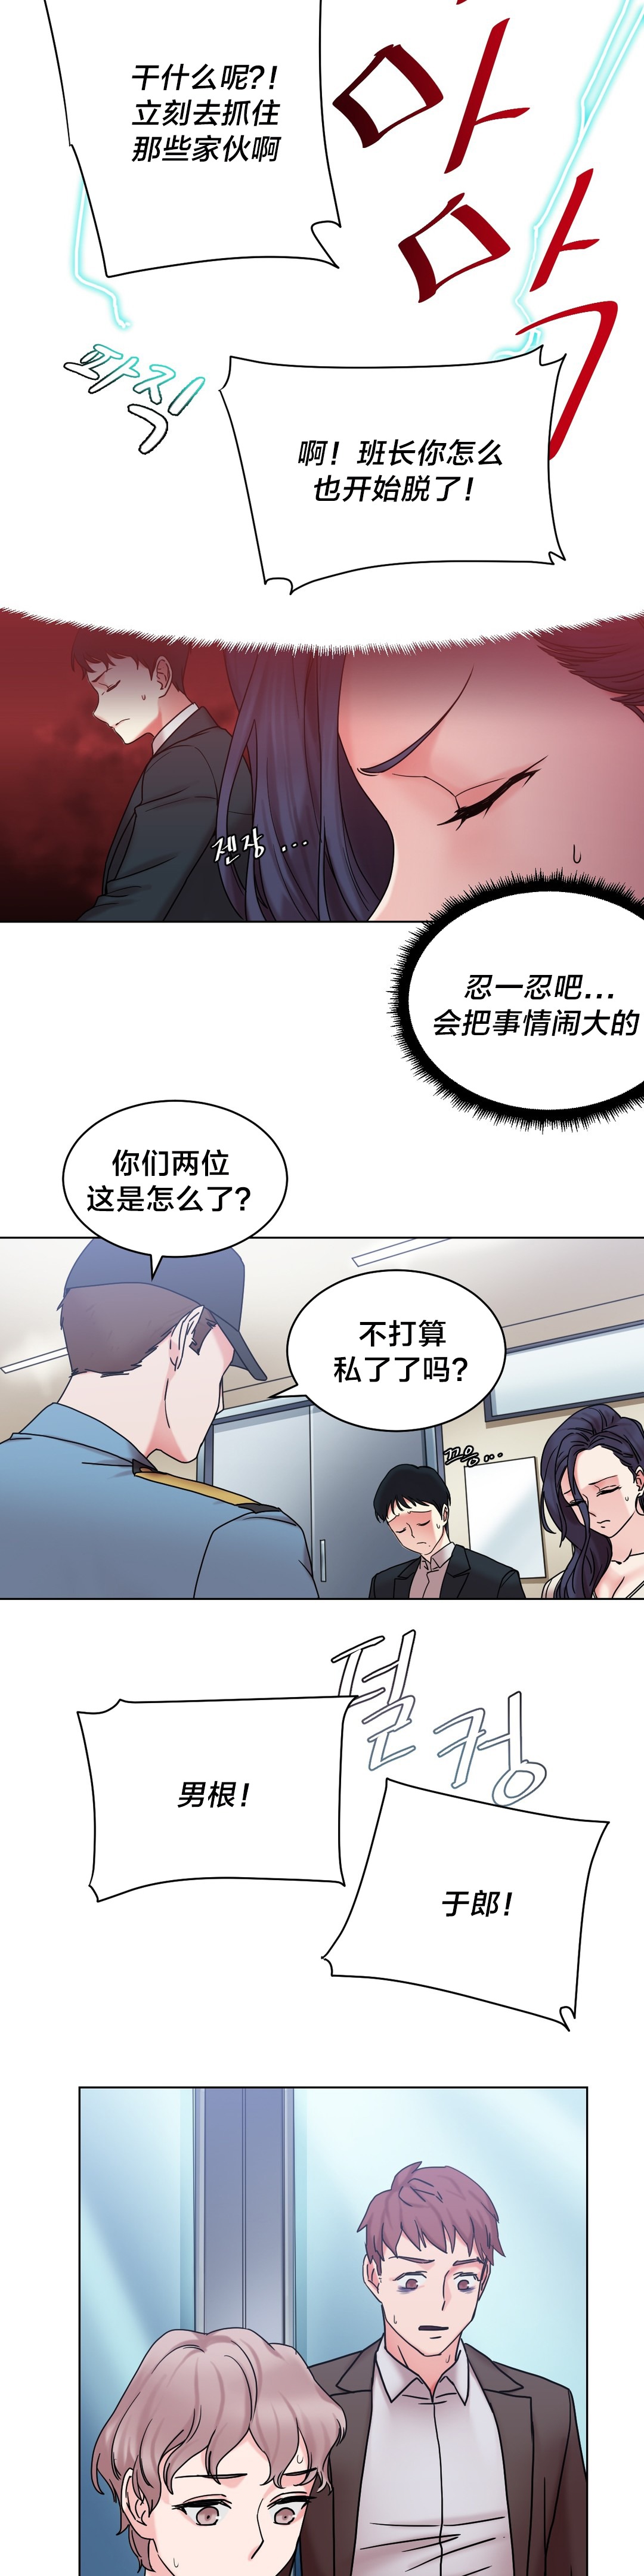 干什么呢?!
立刻去抓住
那些家伙啊
와
악
파직
啊！班长你怎么
也开始脱了！
젠장...
忍一忍吧...
会把事情闹大的
你们两位
这是怎么了?
不打算
私了了吗?
끄응...
덜컹
男根！
于郎！